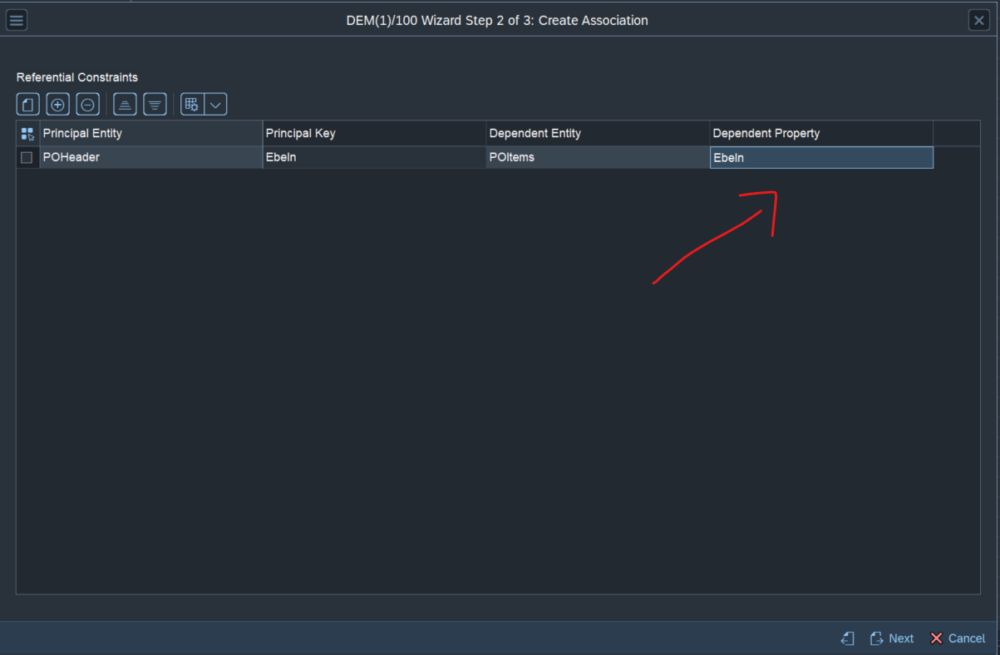 DEM(1)/100 Wizard Step 2 of 3: Create Association
Referential Constraints
Principal Entity Principal Key Dependent Entity Dependent Property
POHeader Ebeln POItems Ebeln
Next Cancel